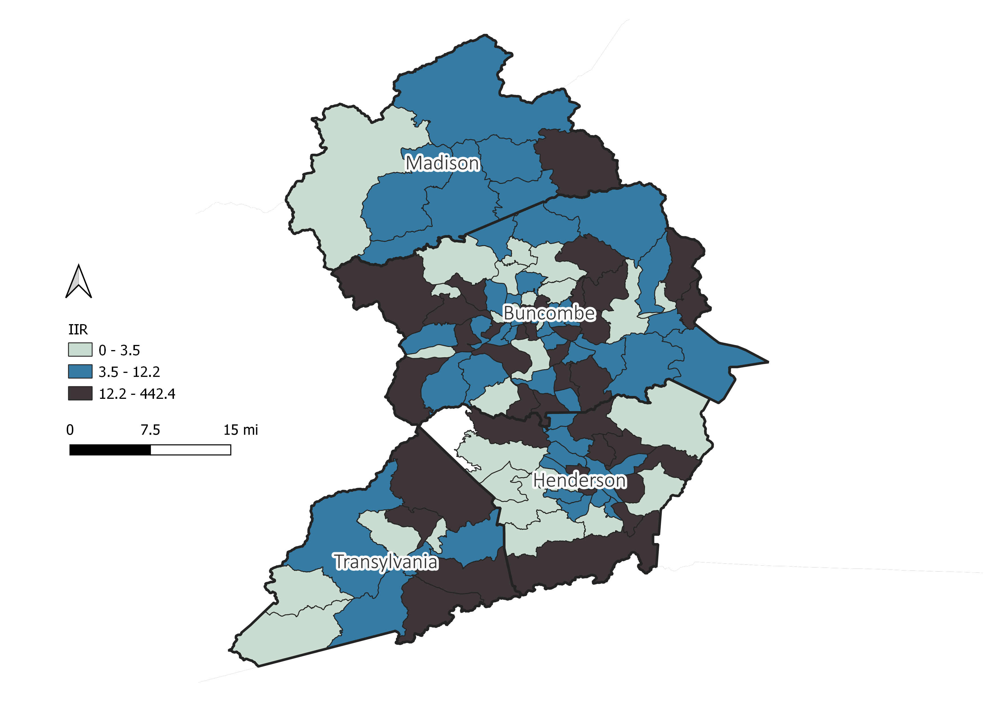 Madison
Buncombe
IIR
0 - 3.5
3.5 - 12.2
12.2 - 442.4
0 7.5 15 mi
Henderson
Transylvania